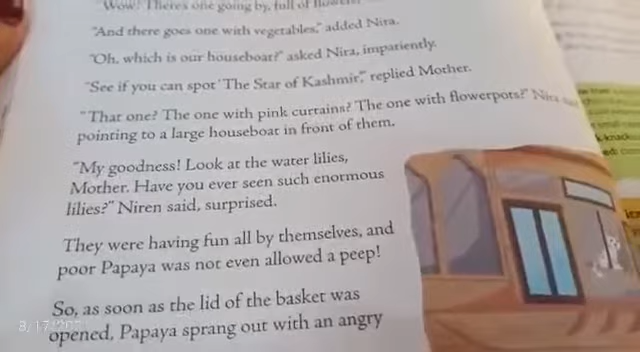 "Wow! There's one going by, full of flowers
"And there goes one with vegetables," added Nira.
"Oh, which is our houseboat?" asked Nira, impatiently.
"See if you can spot 'The Star of Kashmir'," replied Mother.
"That one? The one with pink curtains? The one with flowerpots?" Nira
pointing to a large houseboat in front of them.
"My goodness! Look at the water lilies,
Mother. Have you ever seen such enormous
lilies?" Niren said, surprised.
They were having fun all by themselves, and
poor Papaya was not even allowed a peep!
So, as soon as the lid of the basket was
opened, Papaya sprang out with an angry